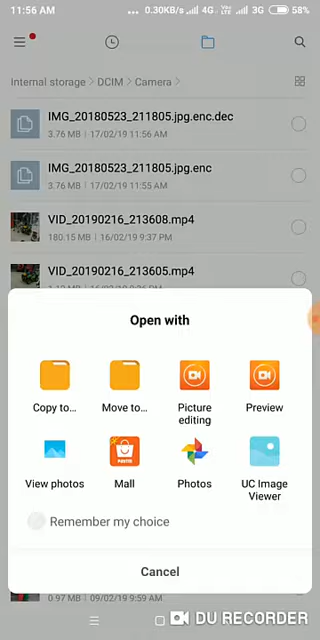 11:56 AM ... 0.30KB/s 4G VoLTE 3G 58%
Internal storage > DCIM > Camera >
IMG_20180523_211805.jpg.enc.dec
3.76 MB | 17/02/19 11:56 AM
IMG_20180523_211805.jpg.enc
3.76 MB | 17/02/19 11:55 AM
VID_20190216_213608.mp4
180.15 MB | 16/02/19 9:37 PM
VID_20190216_213605.mp4
Open with
Copy to... Move to... Picture editing Preview
View photos Mall Photos UC Image Viewer
Remember my choice
Cancel
0.97 MB | 09/02/19 9:59 AM
DU RECORDER